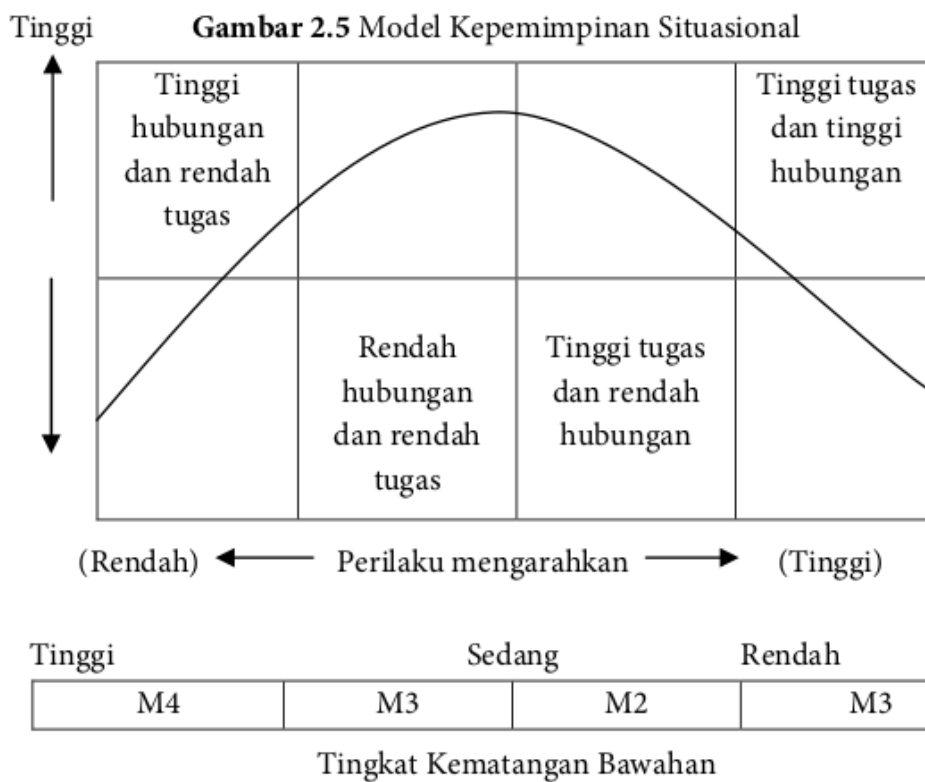 Tinggi
Gambar 2.5 Model Kepemimpinan Situasional
Tinggi
hubungan
dan rendah
tugas
Tinggi tugas
dan tinggi
hubungan
Rendah
hubungan
dan rendah
tugas
Tinggi tugas
dan rendah
hubungan
(Rendah) Perilaku mengarahkan (Tinggi)
Tinggi Sedang Rendah
M4 M3 M2 M3
Tingkat Kematangan Bawahan